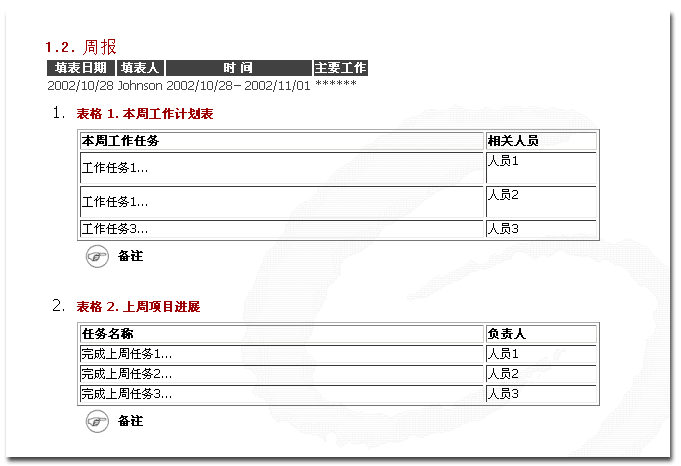 1.2. 周报
填表日期 填表人 时 间 主要工作
2002/10/28 Johnson 2002/10/28－2002/11/01 ******
1. 表格 1. 本周工作计划表
本周工作任务 相关人员
工作任务1... 人员1
工作任务1... 人员2
工作任务3... 人员3
备注
2. 表格 2. 上周项目进展
任务名称 负责人
完成上周任务1... 人员1
完成上周任务2... 人员2
完成上周任务3... 人员3
备注